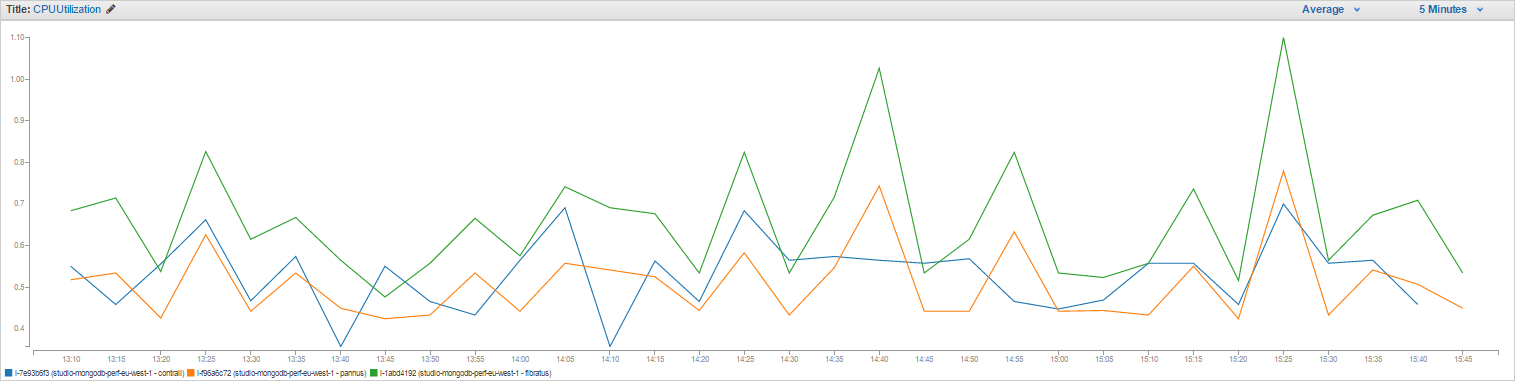 Title: CPUUtilization
Average
5 Minutes
1.10
1.00
0.9
0.8
0.7
0.6
0.5
0.4
13:10 13:15 13:20 13:25 13:30 13:35 13:40 13:45 13:50 13:55 14:00 14:05 14:10 14:15 14:20 14:25 14:30 14:35 14:40 14:45 14:50 14:55 15:00 15:05 15:10 15:15 15:20 15:25 15:30 15:35 15:40 15:45
i-7e93b6f3 (studio-mongodb-perf-eu-west-1 - contrail) i-f96a6c72 (studio-mongodb-perf-eu-west-1 - pannus) i-1abd4192 (studio-mongodb-perf-eu-west-1 - fibratus)